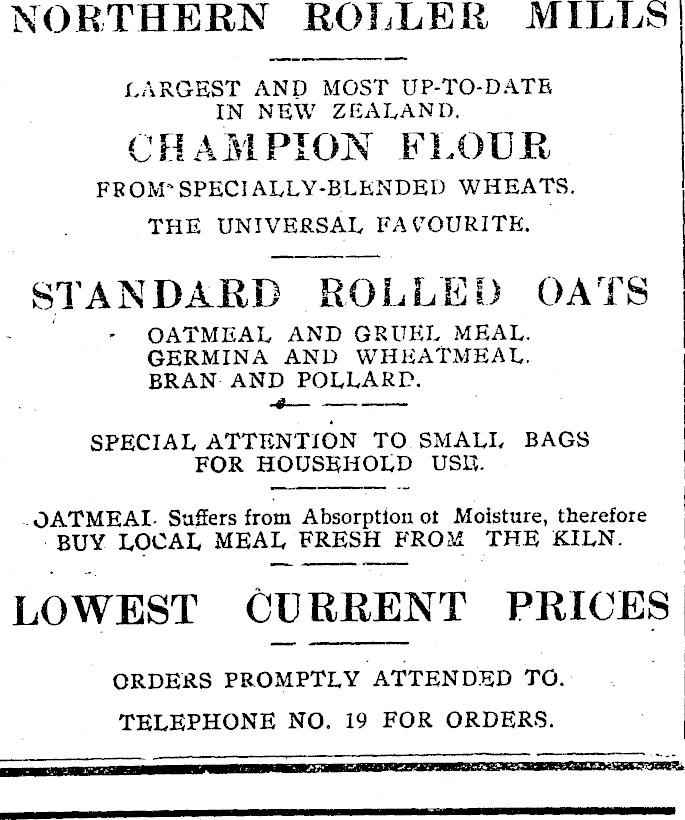 NORTHERN ROLLER MILLS
LARGEST AND MOST UP-TO-DATE
IN NEW ZEALAND.
CHAMPION FLOUR
FROM SPECIALLY-BLENDED WHEATS.
THE UNIVERSAL FAVOURITE.
STANDARD ROLLED OATS
OATMEAL AND GRUEL MEAL.
GERMINA AND WHEATMEAL.
BRAN AND POLLARD.
SPECIAL ATTENTION TO SMALL BAGS
FOR HOUSEHOLD USE.
OATMEAL Suffers from Absorption of Moisture, therefore
BUY LOCAL MEAL FRESH FROM THE KILN.
LOWEST CURRENT PRICES
ORDERS PROMPTLY ATTENDED TO.
TELEPHONE NO. 19 FOR ORDERS.